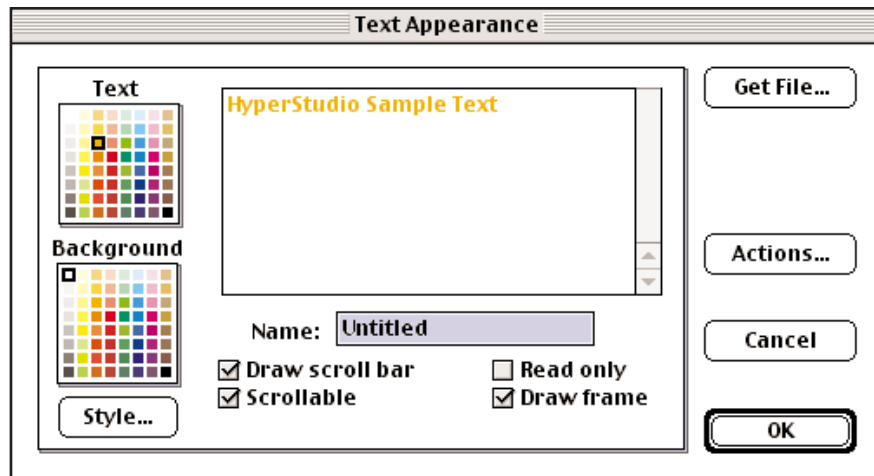 Text Appearance
Text
HyperStudio Sample Text
Get File...
Background
Actions...
Name: Untitled
Cancel
Draw scroll bar
Read only
Scrollable
Draw frame
Style...
OK